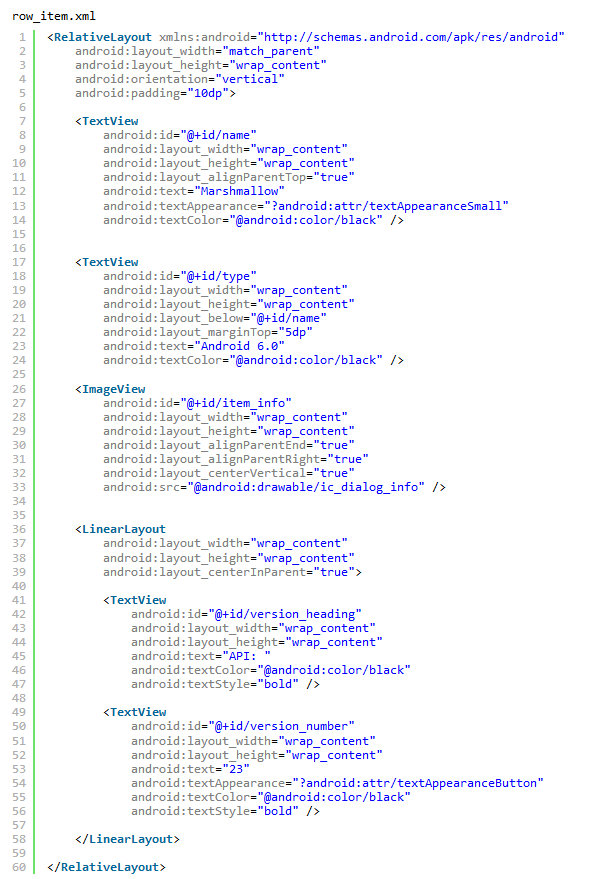 row_item.xml
1 <RelativeLayout xmlns:android="http://schemas.android.com/apk/res/android"
2     android:layout_width="match_parent"
3     android:layout_height="wrap_content"
4     android:orientation="vertical"
5     android:padding="10dp">
6
7     <TextView
8         android:id="@+id/name"
9         android:layout_width="wrap_content"
10         android:layout_height="wrap_content"
11         android:layout_alignParentTop="true"
12         android:text="Marshmallow"
13         android:textAppearance="?android:attr/textAppearanceSmall"
14         android:textColor="@android:color/black" />
15
16
17     <TextView
18         android:id="@+id/type"
19         android:layout_width="wrap_content"
20         android:layout_height="wrap_content"
21         android:layout_below="@+id/name"
22         android:layout_marginTop="5dp"
23         android:text="Android 6.0"
24         android:textColor="@android:color/black" />
25
26     <ImageView
27         android:id="@+id/item_info"
28         android:layout_width="wrap_content"
29         android:layout_height="wrap_content"
30         android:layout_alignParentEnd="true"
31         android:layout_alignParentRight="true"
32         android:layout_centerVertical="true"
33         android:src="@android:drawable/ic_dialog_info" />
34
35
36     <LinearLayout
37         android:layout_width="wrap_content"
38         android:layout_height="wrap_content"
39         android:layout_centerInParent="true">
40
41         <TextView
42             android:id="@+id/version_heading"
43             android:layout_width="wrap_content"
44             android:layout_height="wrap_content"
45             android:text="API: "
46             android:textColor="@android:color/black"
47             android:textStyle="bold" />
48
49         <TextView
50             android:id="@+id/version_number"
51             android:layout_width="wrap_content"
52             android:layout_height="wrap_content"
53             android:text="23"
54             android:textAppearance="?android:attr/textAppearanceButton"
55             android:textColor="@android:color/black"
56             android:textStyle="bold" />
57
58     </LinearLayout>
59
60 </RelativeLayout>